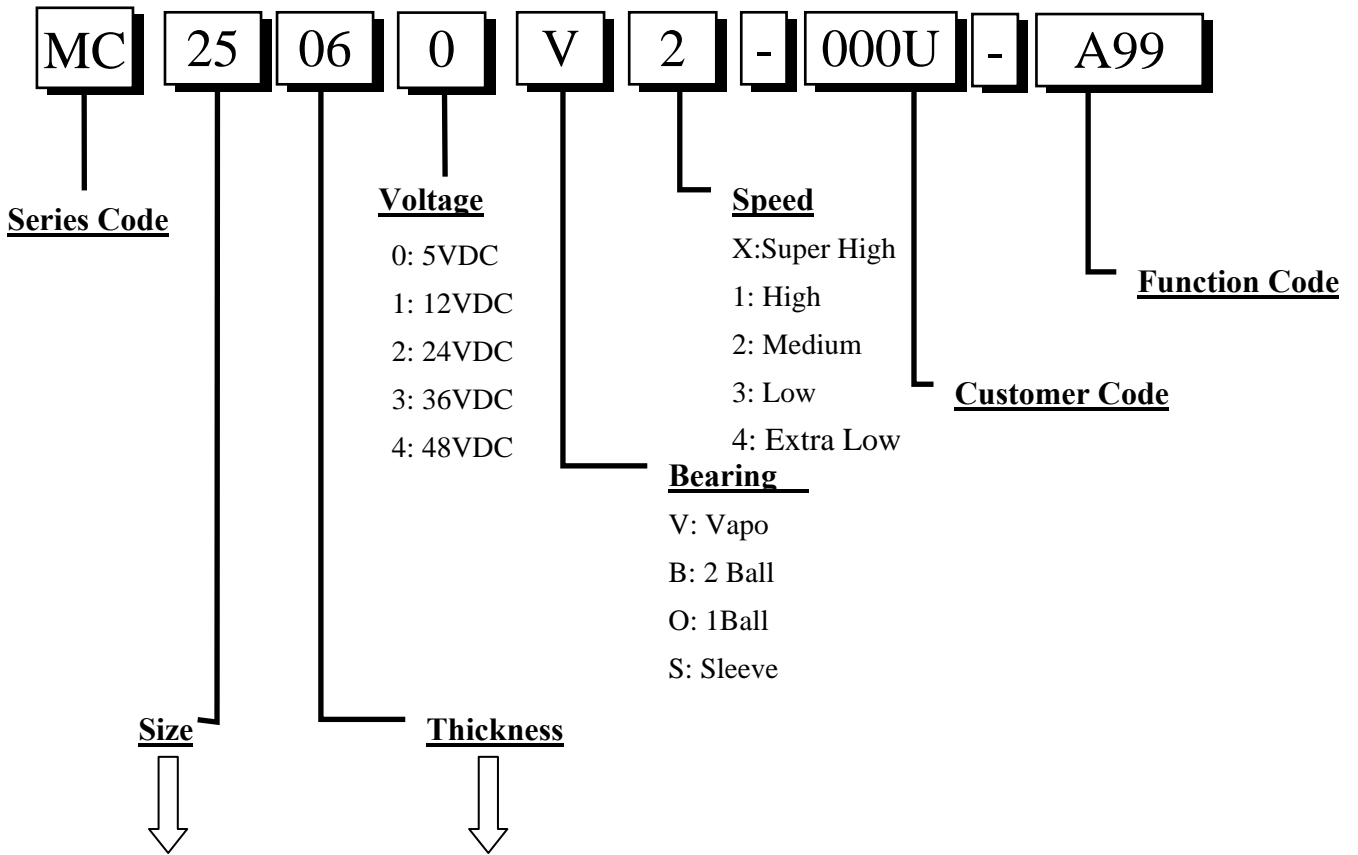 MC 25 06 0 V 2 - 000U - A99
Series Code
Voltage
0: 5VDC
1: 12VDC
2: 24VDC
3: 36VDC
4: 48VDC
Speed
X:Super High
1: High
2: Medium
3: Low
4: Extra Low
Function Code
Customer Code
Bearing
V: Vapo
B: 2 Ball
O: 1Ball
S: Sleeve
Size
Thickness